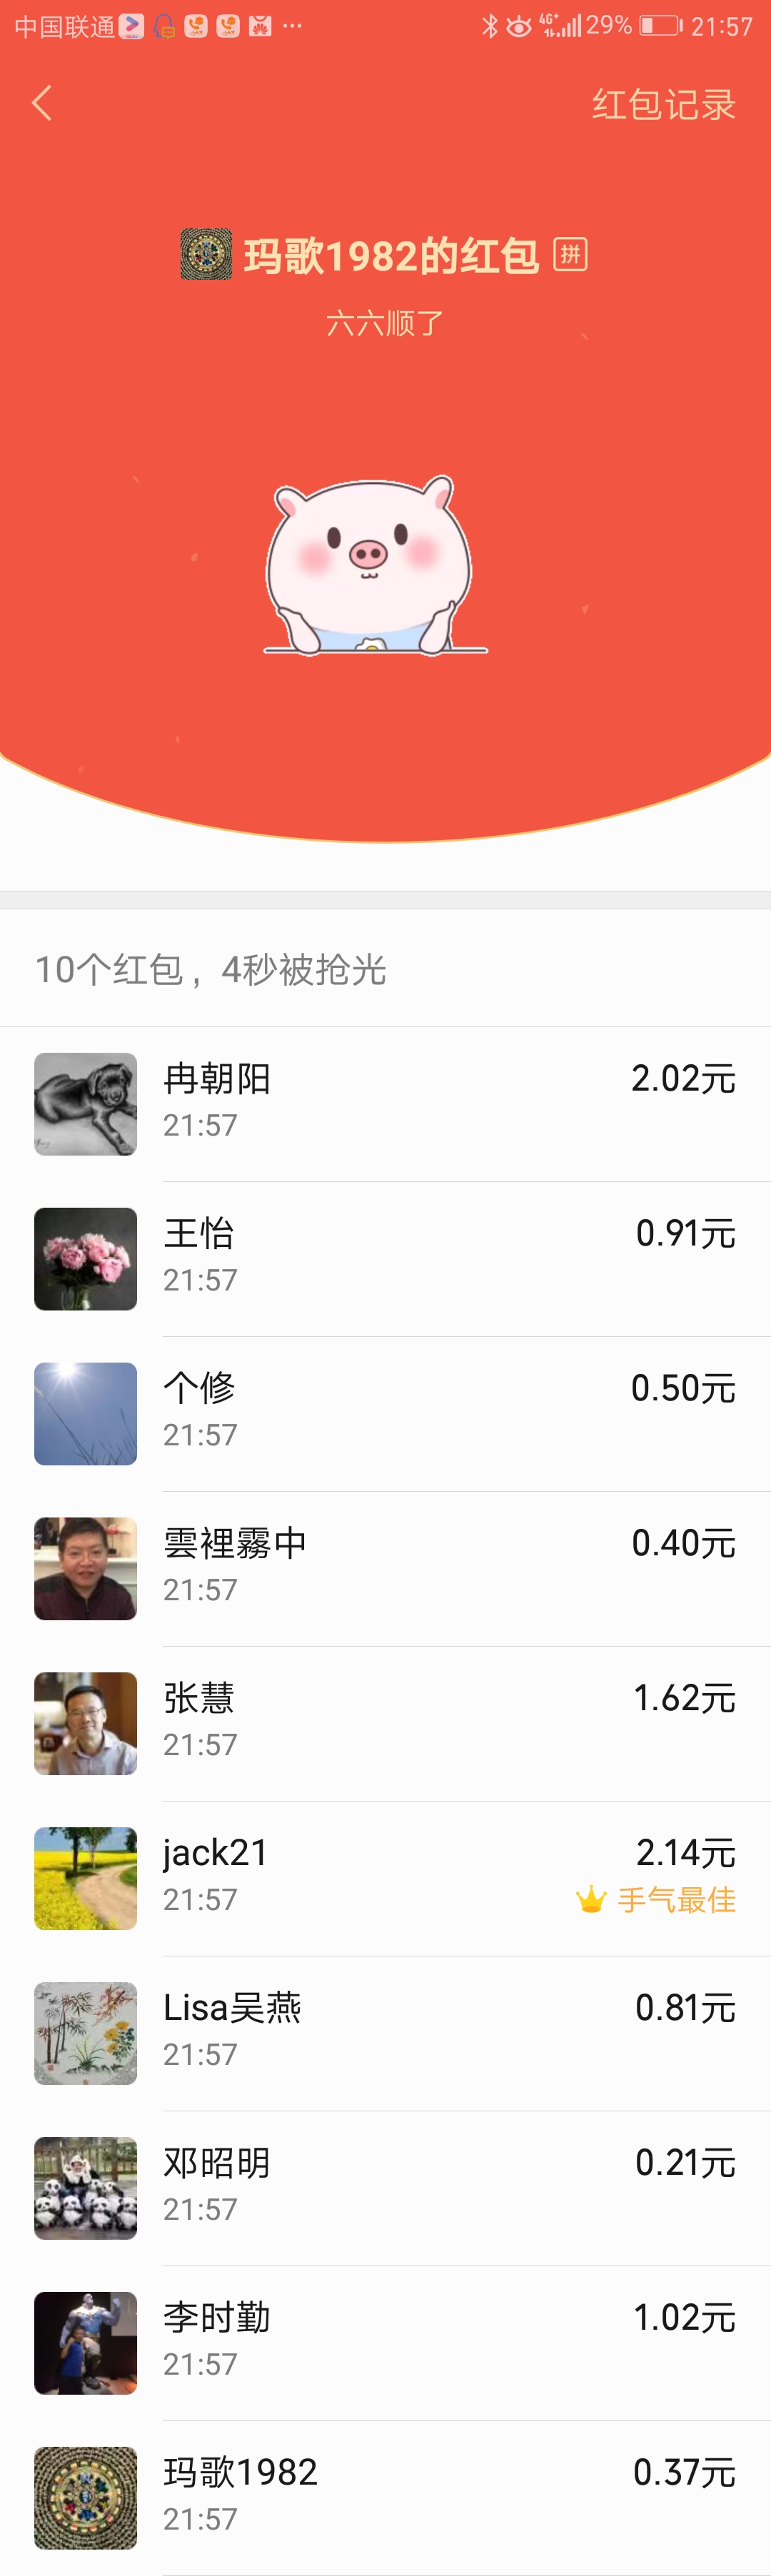 中国联通 4G+ 29% 21:57
红包记录
玛歌1982的红包 拼
六六顺了
10个红包，4秒被抢光
冉朝阳 2.02元
21:57
王怡 0.91元
21:57
个修 0.50元
21:57
雲裡霧中 0.40元
21:57
张慧 1.62元
21:57
jack21 2.14元
21:57 手气最佳
Lisa吴燕 0.81元
21:57
邓昭明 0.21元
21:57
李时勤 1.02元
21:57
玛歌1982 0.37元
21:57